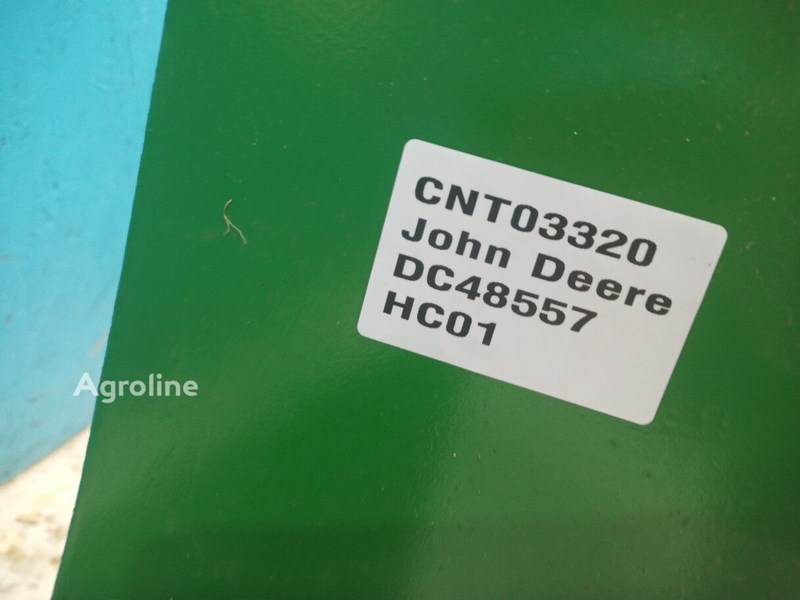 CNT03320
John Deere
DC48557
HC01
Agroline